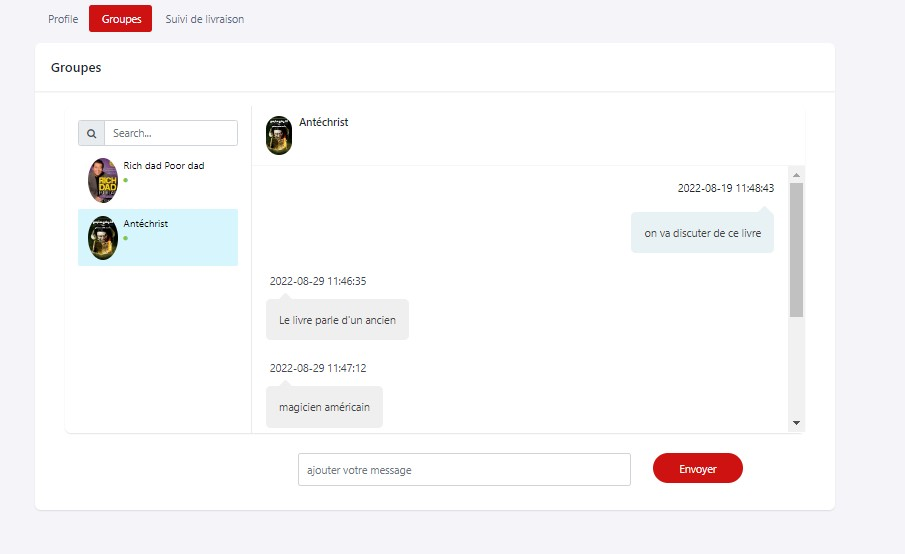 Profile
Groupes
Suivi de livraison
Groupes
Search...
Rich dad Poor dad
Antéchrist
RICH
DAD
Antéchrist
2022-08-19 11:48:43
on va discuter de ce livre
2022-08-29 11:46:35
Le livre parle d'un ancien
2022-08-29 11:47:12
magicien américain
ajouter votre message
Envoyer